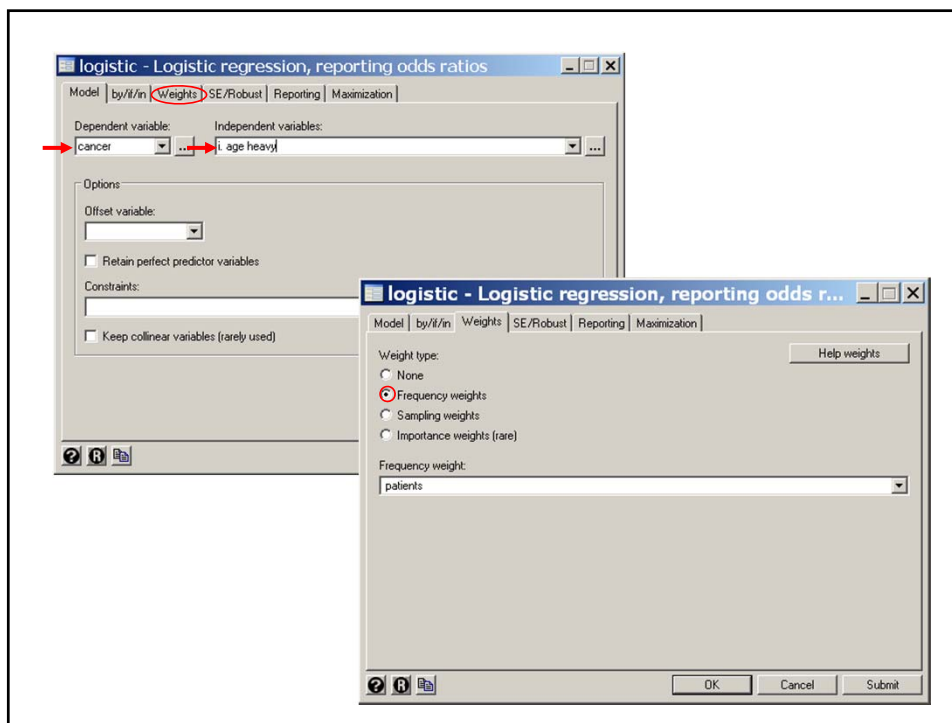 logistic - Logistic regression, reporting odds ratios
Model by/if/in Weights SE/Robust Reporting Maximization
Dependent variable: Independent variables:
cancer ... i. age heavy ...
Options
Offset variable:
Retain perfect predictor variables
Constraints:
Keep collinear variables (rarely used)
logistic - Logistic regression, reporting odds r...
Model by/if/in Weights SE/Robust Reporting Maximization
Weight type: Help weights
None
Frequency weights
Sampling weights
Importance weights (rare)
Frequency weight:
patients
OK Cancel Submit